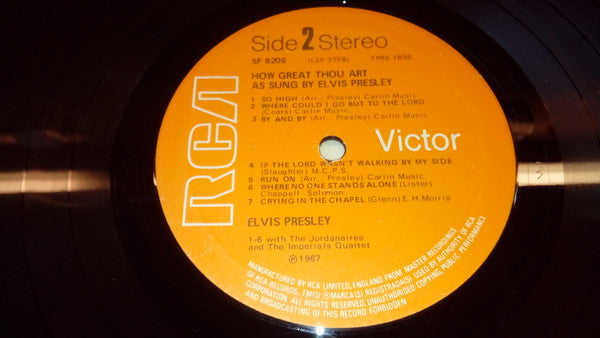 Side 2 Stereo
SF 8206 (LSP 3758) TPRS 1896
HOW GREAT THOU ART
AS SUNG BY ELVIS PRESLEY
1 SO HIGH (Arr.: Presley) Carlin Music
2 WHERE COULD I GO BUT TO THE LORD
(Coats) Carlin Music.
3 BY AND BY (Arr.: Presley) Carlin Music
RCA
Victor
4 IF THE LORD WASN'T WALKING BY MY SIDE
(Slaughter) M.C.P.S.
5 RUN ON (Arr.: Presley) Carlin Music
6 WHERE NO ONE STANDS ALONE (Lister)
Chappell - Solomon
7 CRYING IN THE CHAPEL (Glenn) E.H. Morris
ELVIS PRESLEY
1-6 with The Jordanaires
and The Imperials Quartet
Ⓟ1967
MANUFACTURED BY RCA LIMITED, ENGLAND FROM MASTER RECORDINGS
OF RCA RECORDS. TM(S) ® MARCA(S) REGISTRADA(S) USED BY AUTHORITY OF RCA
CORPORATION. ALL RIGHTS RESERVED. UNAUTHORISED COPYING, PUBLIC PERFORMANCE
AND BROADCASTING OF THIS RECORD FORBIDDEN